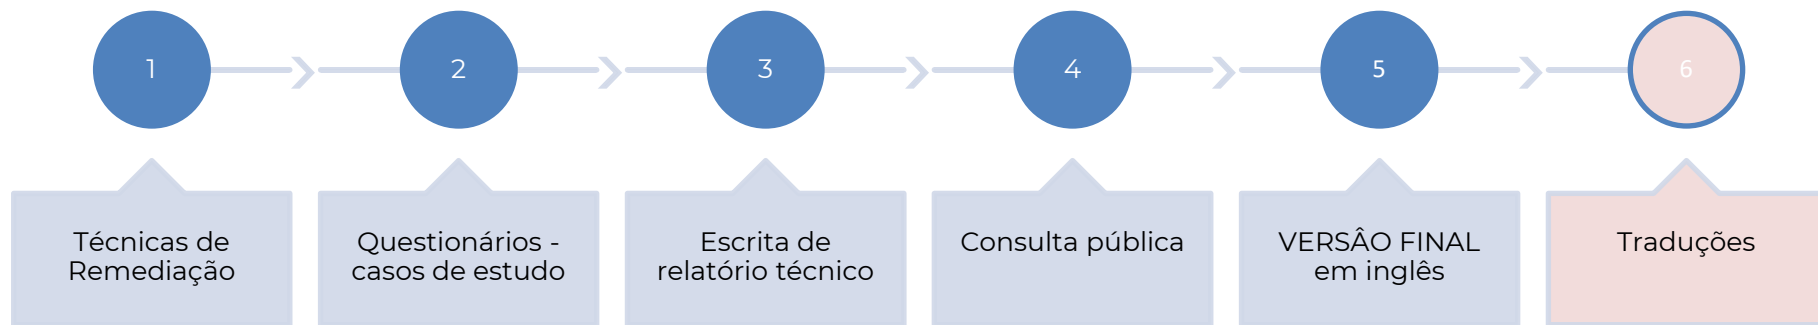 1
2
3
4
5
6
Técnicas de
Remediação
Questionários -
casos de estudo
Escrita de
relatório técnico
Consulta pública
VERSÂO FINAL
em inglês
Traduções